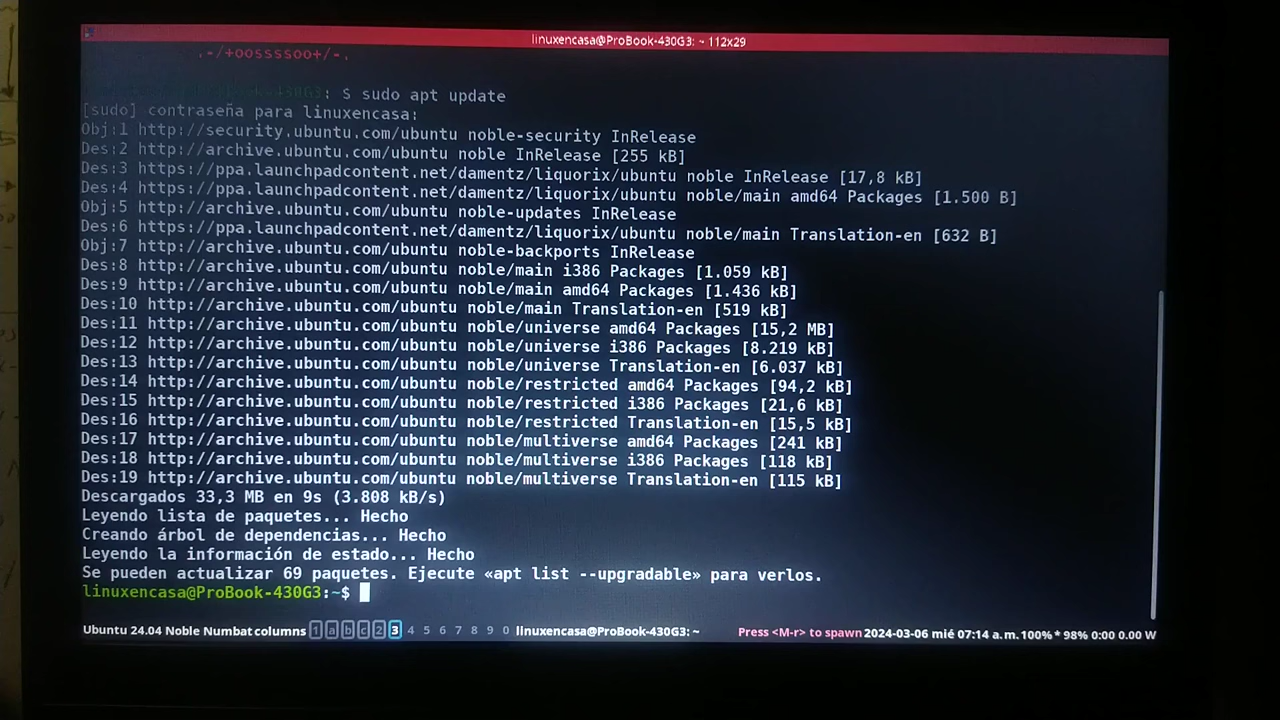 linuxencasa@ProBook-430G3: ~ 112x29
.-/+oossssoo+/-.
: $ sudo apt update
[sudo] contraseña para linuxencasa:
Obj:1 http://security.ubuntu.com/ubuntu noble-security InRelease
Des:2 http://archive.ubuntu.com/ubuntu noble InRelease [255 kB]
Des:3 https://ppa.launchpadcontent.net/damentz/liquorix/ubuntu noble InRelease [17,8 kB]
Des:4 https://ppa.launchpadcontent.net/damentz/liquorix/ubuntu noble/main amd64 Packages [1.500 B]
Obj:5 http://archive.ubuntu.com/ubuntu noble-updates InRelease
Des:6 https://ppa.launchpadcontent.net/damentz/liquorix/ubuntu noble/main Translation-en [632 B]
Obj:7 http://archive.ubuntu.com/ubuntu noble-backports InRelease
Des:8 http://archive.ubuntu.com/ubuntu noble/main i386 Packages [1.059 kB]
Des:9 http://archive.ubuntu.com/ubuntu noble/main amd64 Packages [1.436 kB]
Des:10 http://archive.ubuntu.com/ubuntu noble/main Translation-en [519 kB]
Des:11 http://archive.ubuntu.com/ubuntu noble/universe amd64 Packages [15,2 MB]
Des:12 http://archive.ubuntu.com/ubuntu noble/universe i386 Packages [8.219 kB]
Des:13 http://archive.ubuntu.com/ubuntu noble/universe Translation-en [6.037 kB]
Des:14 http://archive.ubuntu.com/ubuntu noble/restricted amd64 Packages [94,2 kB]
Des:15 http://archive.ubuntu.com/ubuntu noble/restricted i386 Packages [21,6 kB]
Des:16 http://archive.ubuntu.com/ubuntu noble/restricted Translation-en [15,5 kB]
Des:17 http://archive.ubuntu.com/ubuntu noble/multiverse amd64 Packages [241 kB]
Des:18 http://archive.ubuntu.com/ubuntu noble/multiverse i386 Packages [118 kB]
Des:19 http://archive.ubuntu.com/ubuntu noble/multiverse Translation-en [115 kB]
Descargados 33,3 MB en 9s (3.808 kB/s)
Leyendo lista de paquetes... Hecho
Creando árbol de dependencias... Hecho
Leyendo la información de estado... Hecho
Se pueden actualizar 69 paquetes. Ejecute «apt list --upgradable» para verlos.
linuxencasa@ProBook-430G3:~$
Ubuntu 24.04 Noble Numbat columns 1 a b c 2 3 4 5 6 7 8 9 0 linuxencasa@ProBook-430G3: ~ Press <M-r> to spawn 2024-03-06 mié 07:14 a.m. 100% * 98% 0:00 0.00 W